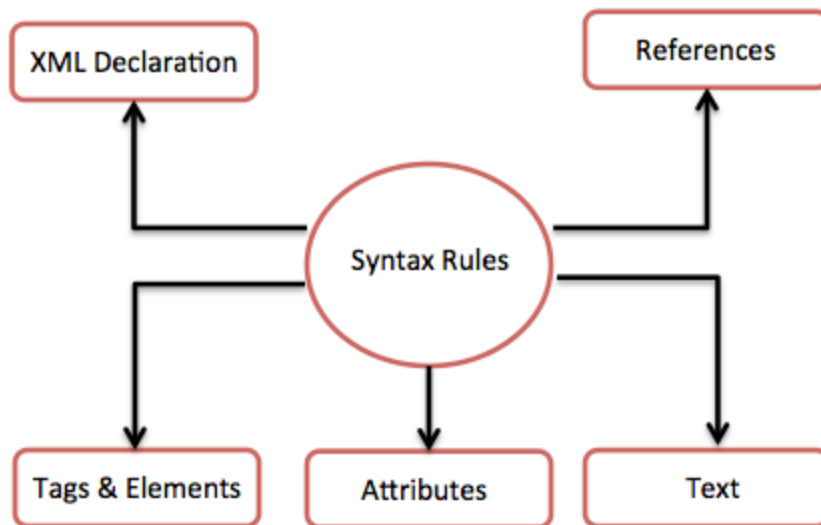 XML Declaration
References
Syntax Rules
Tags & Elements
Attributes
Text